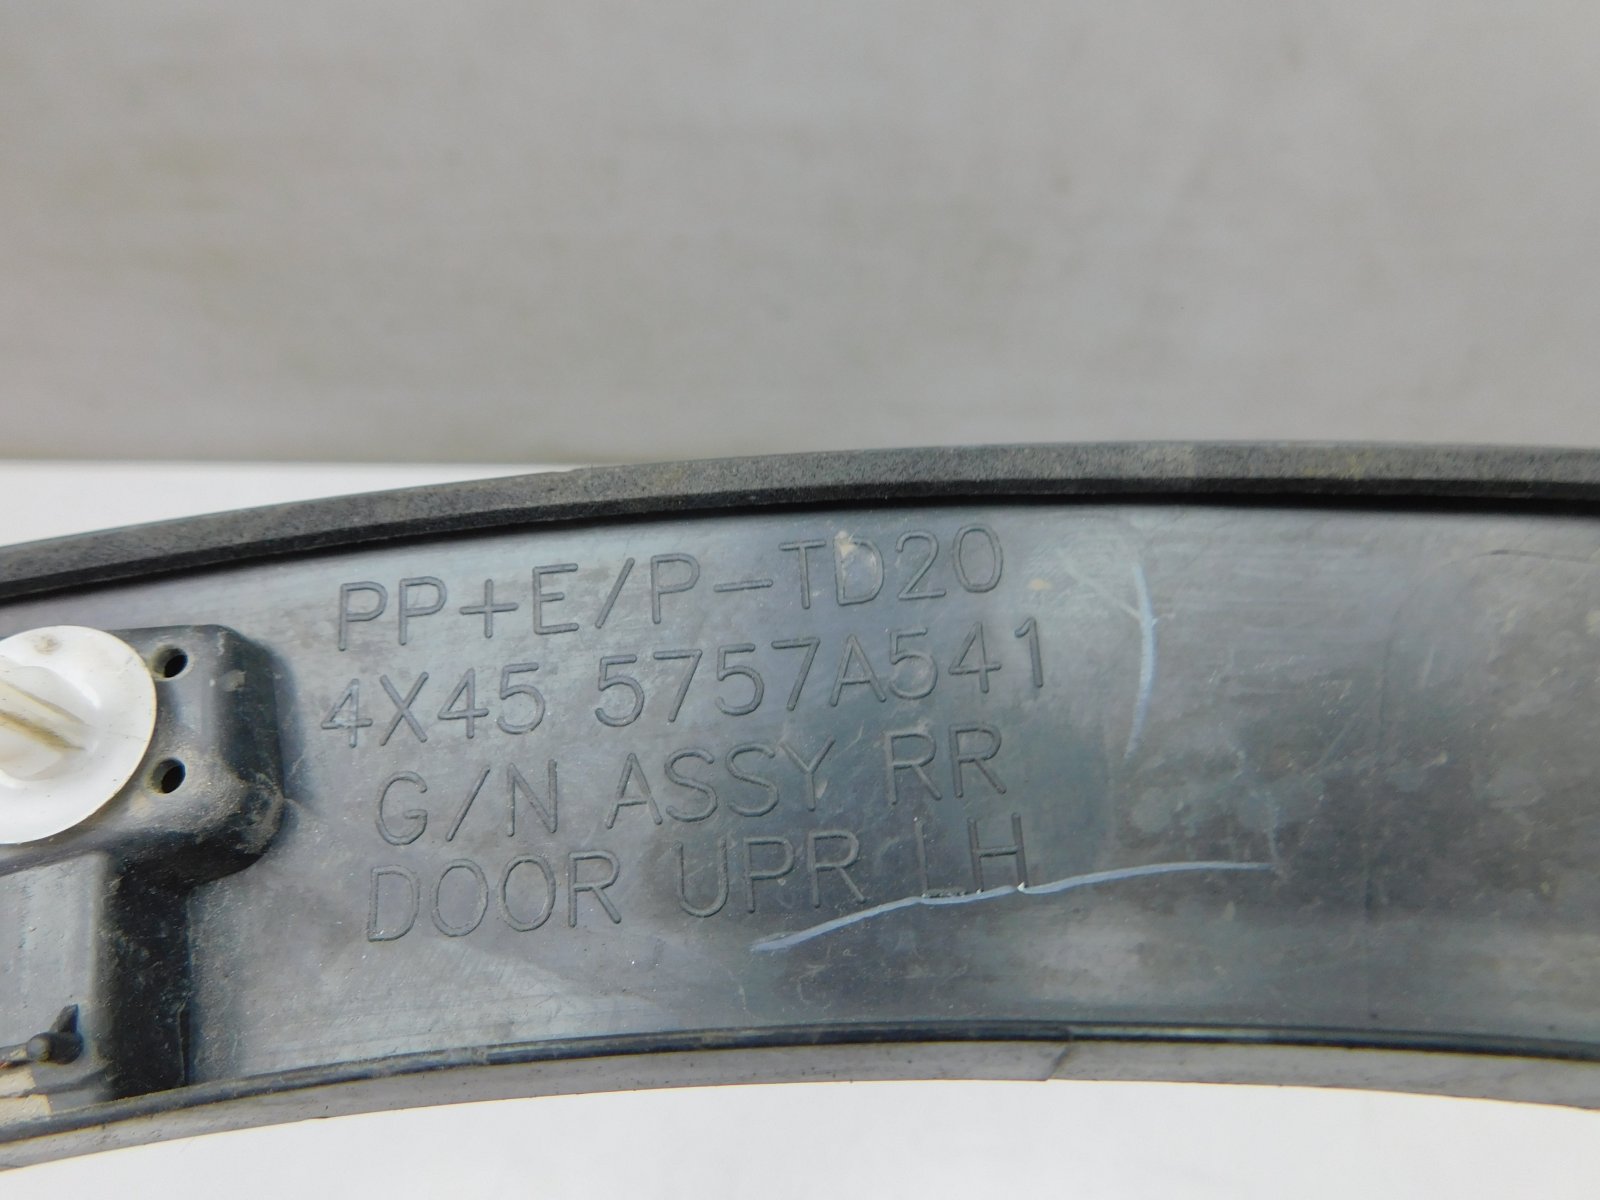 PP+E/P-TD20
4X45 5757A541
G/N ASSY RR
DOOR UPR LH